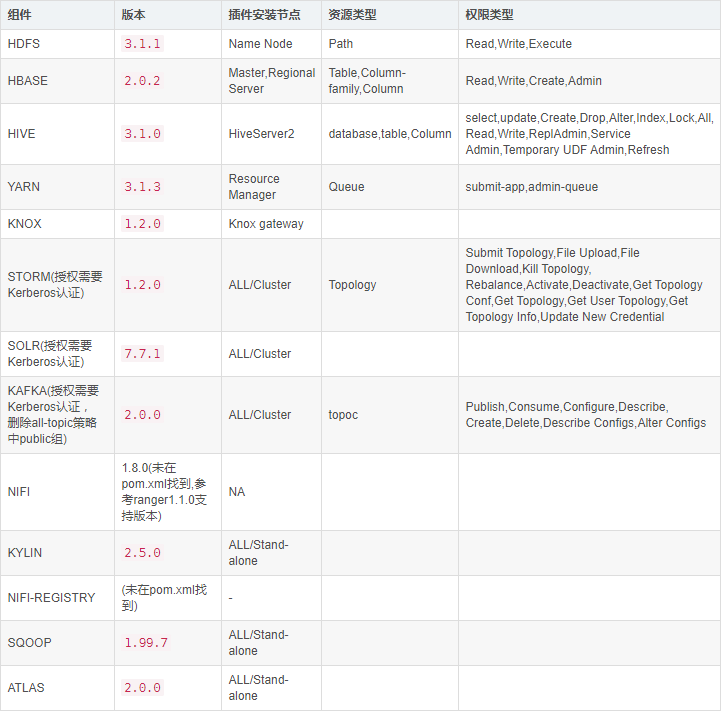 组件 版本 插件安装节点 资源类型 权限类型
HDFS 3.1.1 Name Node Path Read,Write,Execute
HBASE 2.0.2 Master,Regional Server Table,Column-family,Column Read,Write,Create,Admin
HIVE 3.1.0 HiveServer2 database,table,Column select,update,Create,Drop,Alter,Index,Lock,All,
Read,Write,ReplAdmin,Service
Admin,Temporary UDF Admin,Refresh
YARN 3.1.3 Resource Manager Queue submit-app,admin-queue
KNOX 1.2.0 Knox gateway
STORM(授权需要
Kerberos认证) 1.2.0 ALL/Cluster Topology Submit Topology,File Upload,File
Download,Kill Topology,
Rebalance,Activate,Deactivate,Get Topology
Conf,Get Topology,Get User Topology,Get
Topology Info,Update New Credential
SOLR(授权需要
Kerberos认证) 7.7.1 ALL/Cluster
KAFKA(授权需要
Kerberos认证，
删除all-topic策略
中public组) 2.0.0 ALL/Cluster topoc Publish,Consume,Configure,Describe,
Create,Delete,Describe Configs,Alter Configs
NIFI 1.8.0(未在
pom.xml找到,参
考ranger1.1.0支
持版本) NA
KYLIN 2.5.0 ALL/Stand-
alone
NIFI-REGISTRY (未在pom.xml找
到) -
SQOOP 1.99.7 ALL/Stand-
alone
ATLAS 2.0.0 ALL/Stand-
alone